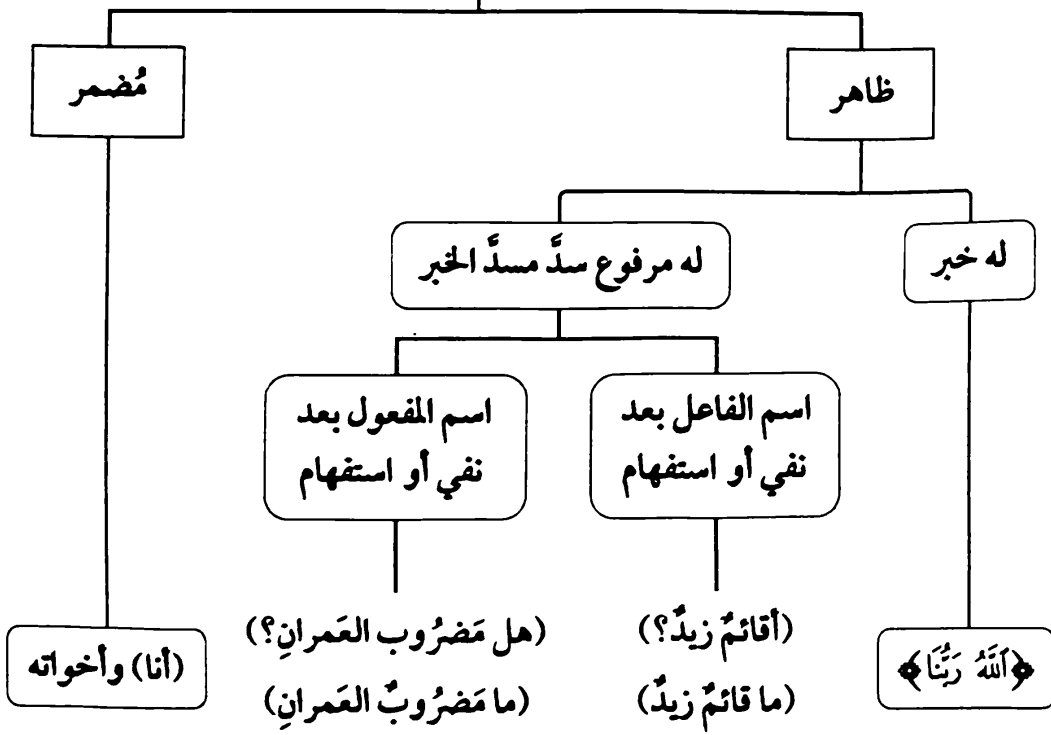 ظاهر
مُضمر
له خبر
له مرفوع سدَّ مسدَّ الخبر
اسم الفاعل بعد
نفي أو استفهام
اسم المفعول بعد
نفي أو استفهام
﴿ٱللَّهُ رَبُّنَا﴾
(أقائمٌ زيدٌ؟)
(ما قائمٌ زيدٌ)
(هل مَضرُوب العَمرانِ؟)
(ما مَضرُوبٌ العَمرانِ)
(أنا) وأخواته